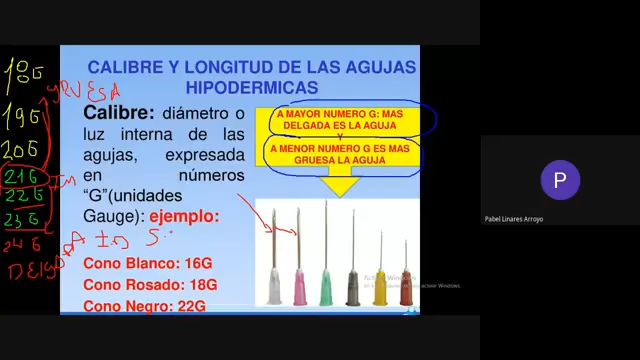 CALIBRE Y LONGITUD DE LAS AGUJAS
HIPODERMICAS
18G
19G
20G
21G
22G
23G
24G
GRUESA
DELGADA
IM
ID
Calibre: diámetro o
luz interna de las
agujas, expresada
en números
“G”(unidades
Gauge): ejemplo:
Cono Blanco: 16G
Cono Rosado: 18G
Cono Negro: 22G
A MAYOR NUMERO G: MAS
DELGADA ES LA AGUJA
Y
A MENOR NUMERO G ES MAS
GRUESA LA AGUJA
P
Pabel Linares Arroyo